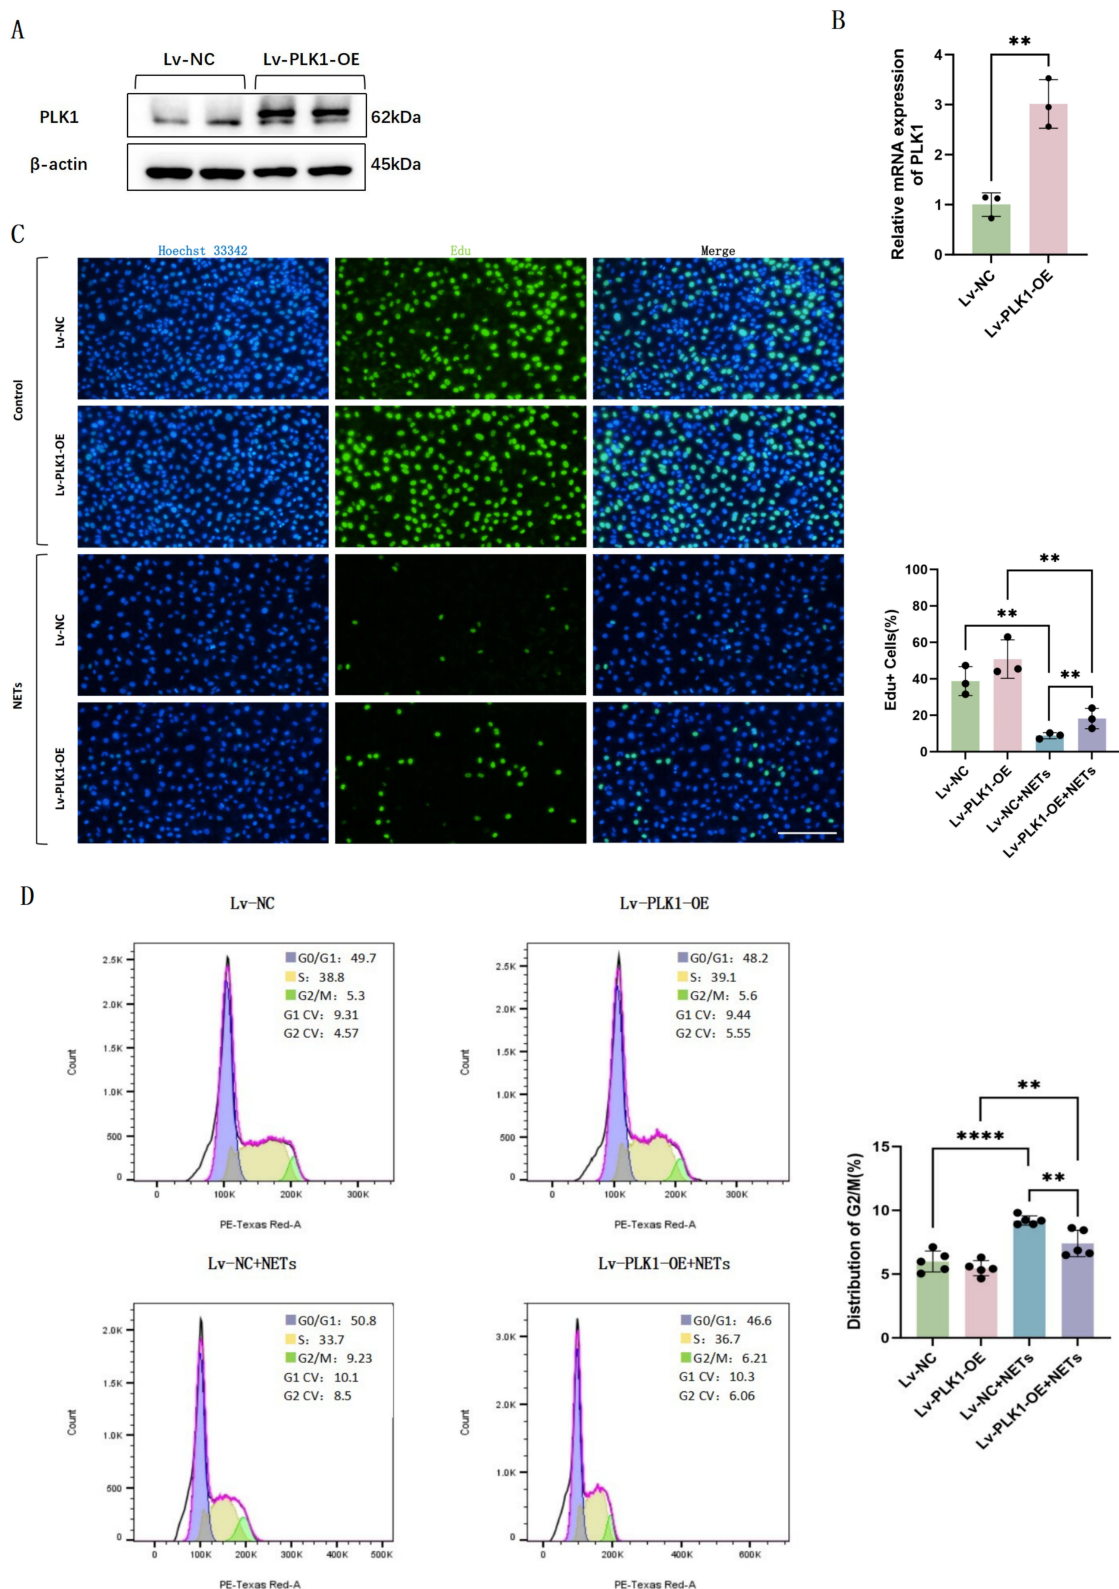 A
Lv-NC
Lv-PLK1-OE
PLK1
62kDa
β-actin
45kDa
B
**
Relative mRNA expression
of PLK1
4
3
2
1
0
Lv-NC
Lv-PLK1-OE
C
Hoechst 33342
Edu
Merge
Control
Lv-NC
Lv-PLK1-OE
NETs
Lv-NC
Lv-PLK1-OE
**
**
**
Edu+ Cells(%)
100
80
60
40
20
0
Lv-NC
Lv-PLK1-OE
Lv-NC+NETs
Lv-PLK1-OE+NETs
D
Lv-NC
Count
2.5K
2.0K
1.5K
1.0K
500
0
G0/G1: 49.7
S: 38.8
G2/M: 5.3
G1 CV: 9.31
G2 CV: 4.57
0 100K 200K 300K
PE-Texas Red-A
Lv-PLK1-OE
Count
2.5K
2.0K
1.5K
1.0K
500
0
G0/G1: 48.2
S: 39.1
G2/M: 5.6
G1 CV: 9.44
G2 CV: 5.55
0 100K 200K 300K
PE-Texas Red-A
Lv-NC+NETs
Count
2.0K
1.5K
1.0K
500
0
G0/G1: 50.8
S: 33.7
G2/M: 9.23
G1 CV: 10.1
G2 CV: 8.5
0 100K 200K 300K 400K 500K
PE-Texas Red-A
Lv-PLK1-OE+NETs
Count
3.0K
2.0K
1.0K
0
G0/G1: 46.6
S: 36.7
G2/M: 6.21
G1 CV: 10.3
G2 CV: 6.06
0 200K 400K 600K
PE-Texas Red-A
**
****
**
Distribution of G2/M(%)
15
10
5
0
Lv-NC
Lv-PLK1-OE
Lv-NC+NETs
Lv-PLK1-OE+NETs